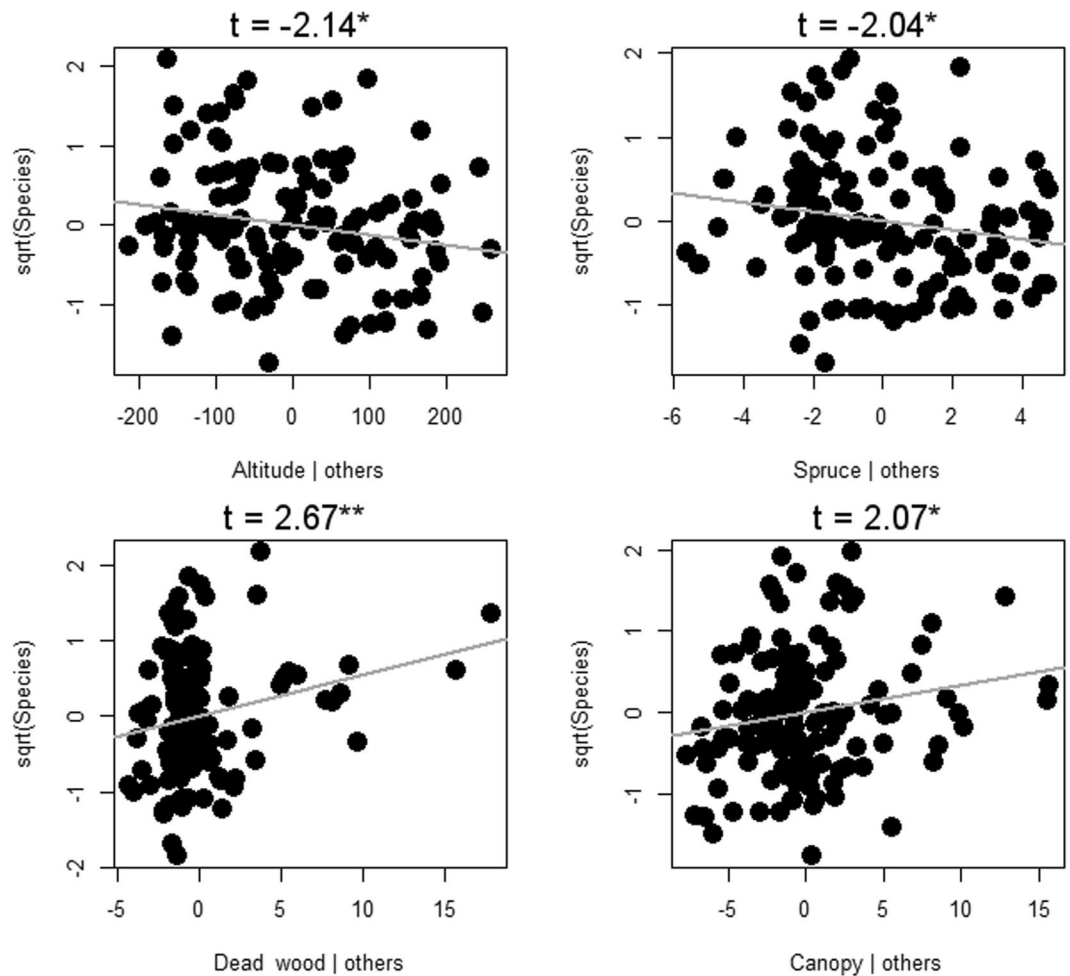 t = -2.14*
sqrt(Species)
2
1
0
-1
-200 -100 0 100 200
Altitude | others
t = -2.04*
sqrt(Species)
2
1
0
-1
-6 -4 -2 0 2 4
Spruce | others
t = 2.67**
sqrt(Species)
2
1
0
-1
-2
-5 0 5 10 15
Dead wood | others
t = 2.07*
sqrt(Species)
2
1
0
-1
-5 0 5 10 15
Canopy | others